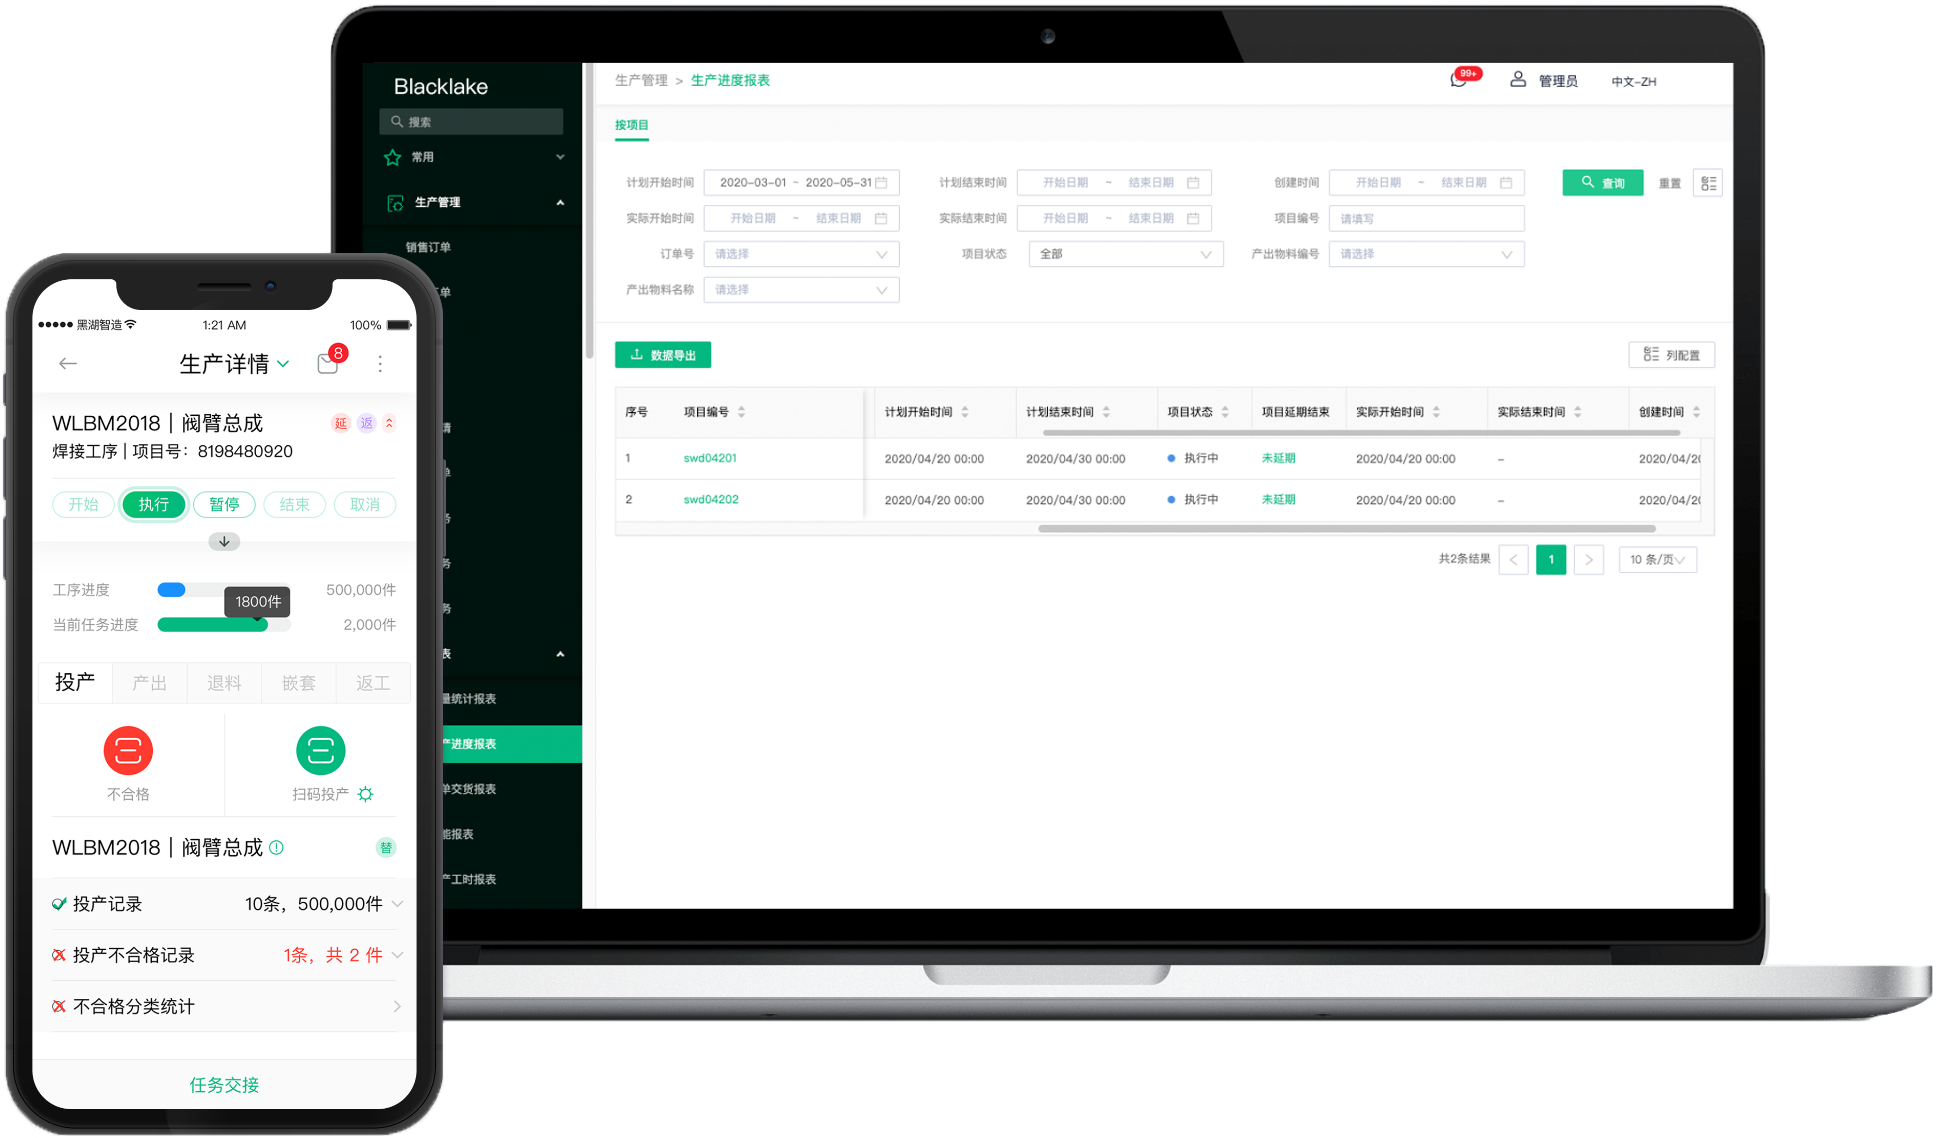 Blacklake
搜索
常用
生产管理
销售订单
单
量统计报表
产进度报表
单交货报表
能报表
产工时报表
生产管理 > 生产进度报表
99+
管理员
中文-ZH
按项目
计划开始时间 2020-03-01 ~ 2020-05-31
计划结束时间 开始日期 ~ 结束日期
创建时间 开始日期 ~ 结束日期
查询
重置
实际开始时间 开始日期 ~ 结束日期
实际结束时间 开始日期 ~ 结束日期
项目编号 请填写
订单号 请选择
项目状态 全部
产出物料编号 请选择
产出物料名称 请选择
数据导出
列配置
序号 项目编号 计划开始时间 计划结束时间 项目状态 项目延期结束 实际开始时间 实际结束时间 创建时间
1 swd04201 2020/04/20 00:00 2020/04/30 00:00 执行中 未延期 2020/04/20 00:00 – 2020/04/20
2 swd04202 2020/04/20 00:00 2020/04/30 00:00 执行中 未延期 2020/04/20 00:00 – 2020/04/20
共2条结果 < 1 > 10 条/页
黑湖智造 1:21 AM 100%
生产详情
8
WLBM2018｜阀臂总成 延 返
焊接工序 | 项目号：8198480920
开始 执行 暂停 结束 取消
工序进度 500,000件
1800件
当前任务进度 2,000件
投产 产出 退料 嵌套 返工
不合格 扫码投产
WLBM2018｜阀臂总成 替
投产记录 10条，500,000件
投产不合格记录 1条，共 2 件
不合格分类统计
任务交接